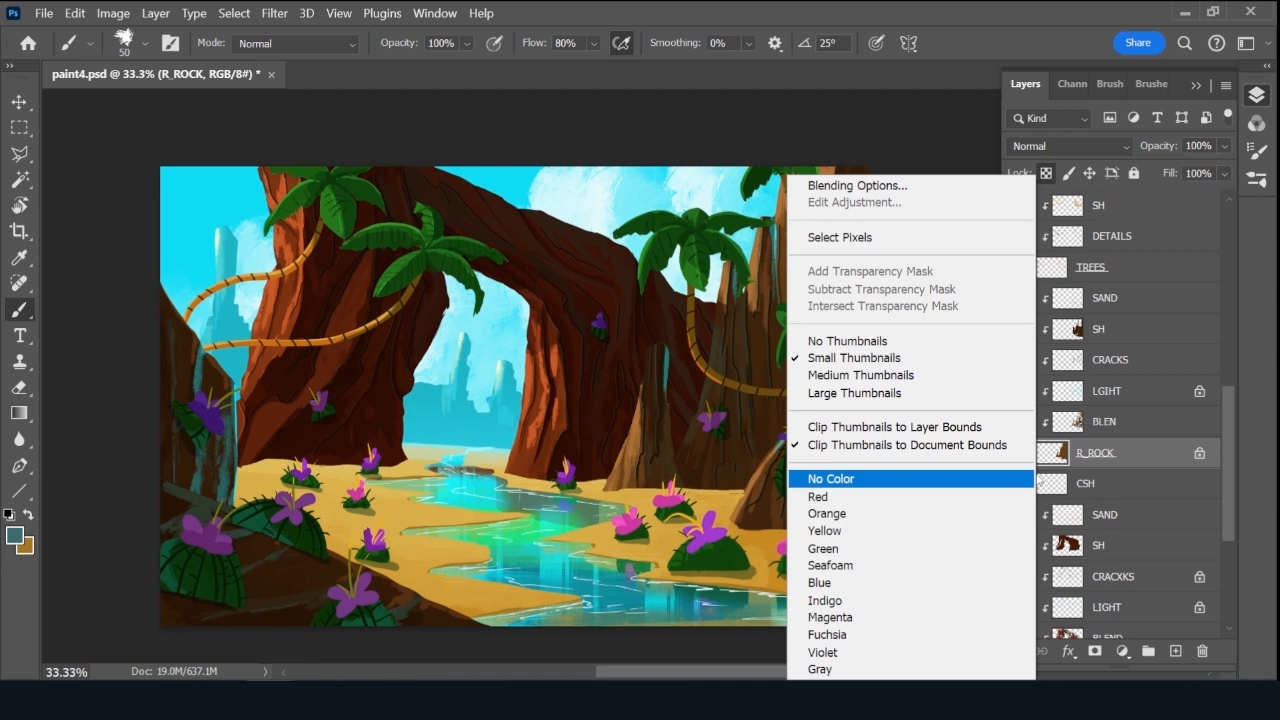 Ps File Edit Image Layer Type Select Filter 3D View Plugins Window Help
50 Mode: Normal Opacity: 100% Flow: 80% Smoothing: 0% 25° Share
paint4.psd @ 33.3% (R_ROCK, RGB/8#) *
Layers Chann Brush Brushe
Kind
Normal Opacity: 100%
Lock: Fill: 100%
SH
DETAILS
TREES
SAND
SH
CRACKS
LGIHT
BLEN
R_ROCK
CSH
SAND
SH
CRACXKS
LIGHT
BLEND
Blending Options...
Edit Adjustment...
Select Pixels
Add Transparency Mask
Subtract Transparency Mask
Intersect Transparency Mask
No Thumbnails
Small Thumbnails
Medium Thumbnails
Large Thumbnails
Clip Thumbnails to Layer Bounds
Clip Thumbnails to Document Bounds
No Color
Red
Orange
Yellow
Green
Seafoam
Blue
Indigo
Magenta
Fuchsia
Violet
Gray
33.33% Doc: 19.0M/637.1M